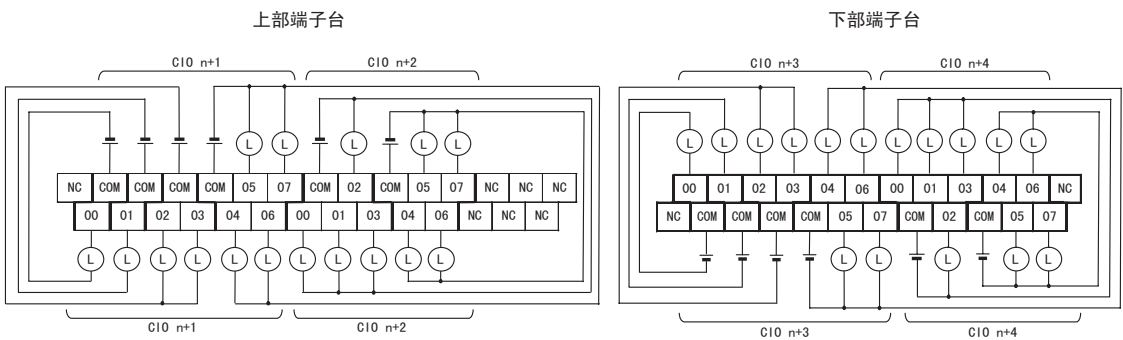 上部端子台 下部端子台
CIO n+1 CIO n+2 CIO n+3 CIO n+4
L L L L L L L L L L L L L L L L
NC COM COM COM COM 05 07 COM 02 COM 05 07 NC NC NC
00 01 02 03 04 06 00 01 03 04 06 NC
00 01 02 03 04 06 00 01 03 04 06 NC NC NC
NC COM COM COM COM 05 07 COM 02 COM 05 07
L L L L L L L L L L L L L L L L
CIO n+1 CIO n+2 CIO n+3 CIO n+4